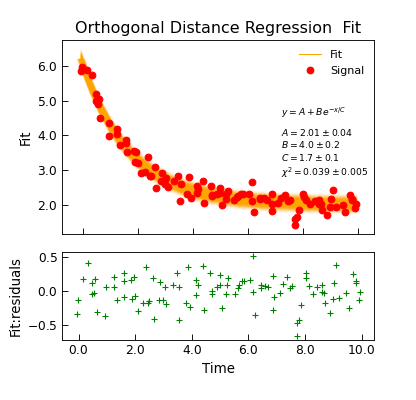 Orthogonal Distance Regression  Fit
Fit
Signal
y = A + Be^{-x/C}
A = 2.01 ± 0.04
B = 4.0 ± 0.2
C = 1.7 ± 0.1
χ² = 0.039 ± 0.005
Fit
6.0
5.0
4.0
3.0
2.0
Fit:residuals
0.5
0.0
−0.5
0.0 2.0 4.0 6.0 8.0 10.0
Time